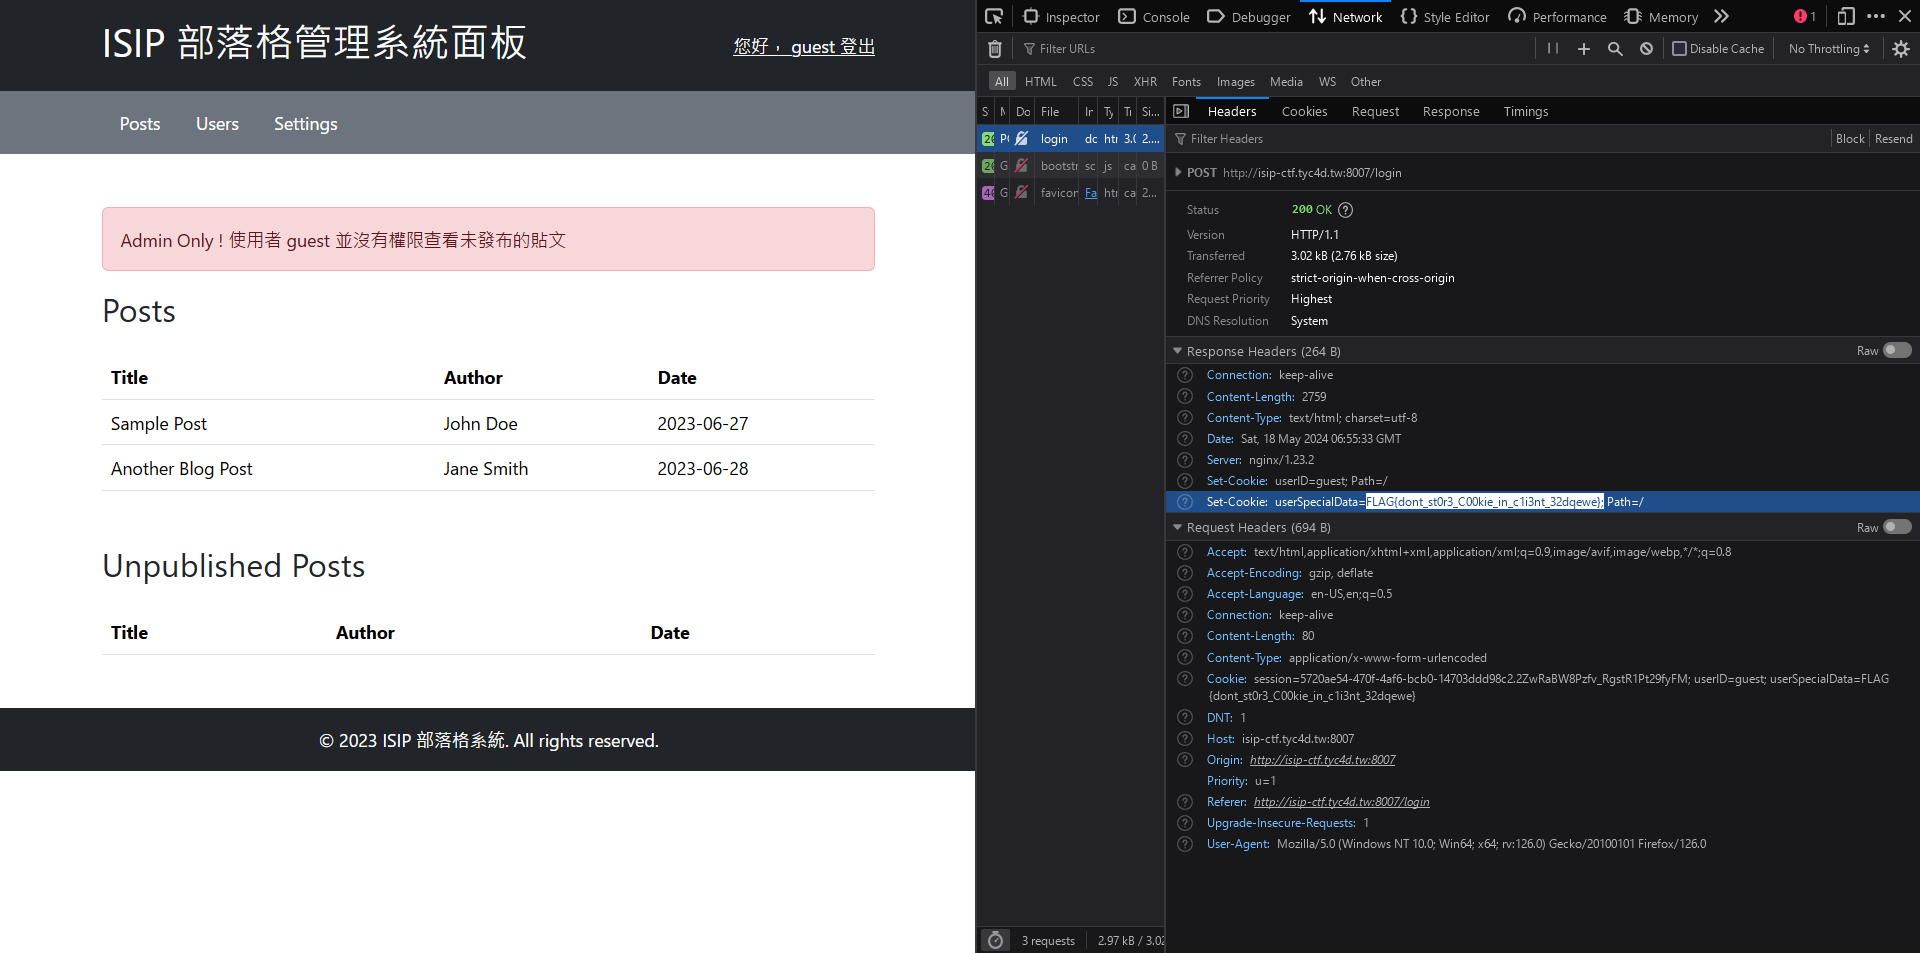 ISIP 部落格管理系統面板
您好， guest 登出
Posts Users Settings
Admin Only ! 使用者 guest 並沒有權限查看未發布的貼文
Posts
Title Author Date
Sample Post John Doe 2023-06-27
Another Blog Post Jane Smith 2023-06-28
Unpublished Posts
Title Author Date
© 2023 ISIP 部落格系統. All rights reserved.
Inspector Console Debugger Network Style Editor Performance Memory 1
Filter URLs Disable Cache No Throttling
All HTML CSS JS XHR Fonts Images Media WS Other
Do File Ty Si...
login htr 2....
bootstr sc js ca 0 B
favicon Fa htr ca 2...
3 requests 2.97 kB / 3.02
Headers Cookies Request Response Timings
Filter Headers Block Resend
POST http://isip-ctf.tyc4d.tw:8007/login
Status 200 OK
Version HTTP/1.1
Transferred 3.02 kB (2.76 kB size)
Referrer Policy strict-origin-when-cross-origin
Request Priority Highest
DNS Resolution System
Response Headers (264 B) Raw
Connection: keep-alive
Content-Length: 2759
Content-Type: text/html; charset=utf-8
Date: Sat, 18 May 2024 06:55:33 GMT
Server: nginx/1.23.2
Set-Cookie: userID=guest; Path=/
Set-Cookie: userSpecialData=FLAG{dont_st0r3_C00kie_in_c1i3nt_32dqewe}; Path=/
Request Headers (694 B) Raw
Accept: text/html,application/xhtml+xml,application/xml;q=0.9,image/avif,image/webp,*/*;q=0.8
Accept-Encoding: gzip, deflate
Accept-Language: en-US,en;q=0.5
Connection: keep-alive
Content-Length: 80
Content-Type: application/x-www-form-urlencoded
Cookie: session=5720ae54-470f-4af6-bcb0-14703ddd98c2.2ZwRaBW8Pzfv_RgstR1Pt29fyFM; userID=guest; userSpecialData=FLAG
{dont_st0r3_C00kie_in_c1i3nt_32dqewe}
DNT: 1
Host: isip-ctf.tyc4d.tw:8007
Origin: http://isip-ctf.tyc4d.tw:8007
Priority: u=1
Referer: http://isip-ctf.tyc4d.tw:8007/login
Upgrade-Insecure-Requests: 1
User-Agent: Mozilla/5.0 (Windows NT 10.0; Win64; x64; rv:126.0) Gecko/20100101 Firefox/126.0